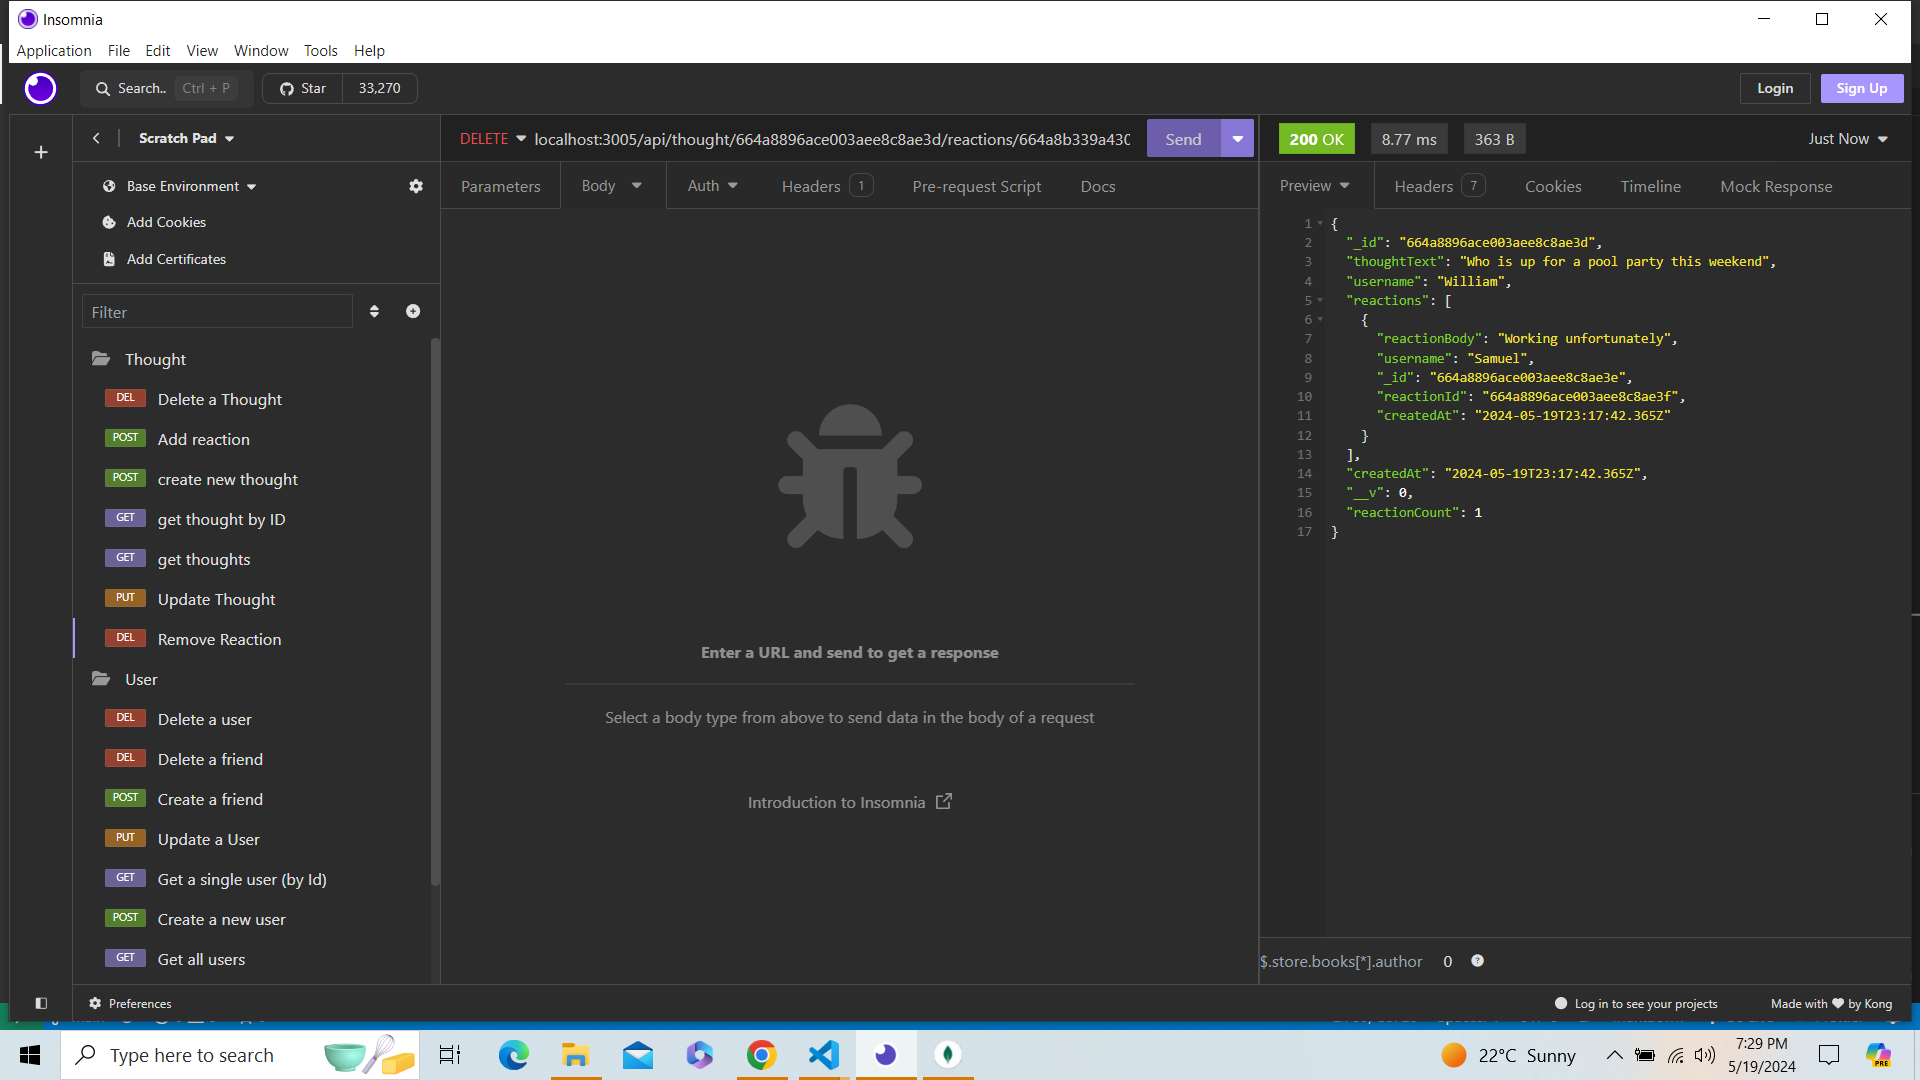 Insomnia
Application File Edit View Window Tools Help
Search.. Ctrl + P Star 33,270 Login Sign Up
Scratch Pad
Base Environment
Add Cookies
Add Certificates
Filter
Thought
DEL Delete a Thought
POST Add reaction
POST create new thought
GET get thought by ID
GET get thoughts
PUT Update Thought
DEL Remove Reaction
User
DEL Delete a user
DEL Delete a friend
POST Create a friend
PUT Update a User
GET Get a single user (by Id)
POST Create a new user
GET Get all users
Preferences
DELETE localhost:3005/api/thought/664a8896ace003aee8c8ae3d/reactions/664a8b339a430 Send
Parameters Body Auth Headers 1 Pre-request Script Docs
Enter a URL and send to get a response
Select a body type from above to send data in the body of a request
Introduction to Insomnia
200 OK 8.77 ms 363 B Just Now
Preview Headers 7 Cookies Timeline Mock Response
1 {
2 "_id": "664a8896ace003aee8c8ae3d",
3 "thoughtText": "Who is up for a pool party this weekend",
4 "username": "William",
5 "reactions": [
6 {
7 "reactionBody": "Working unfortunately",
8 "username": "Samuel",
9 "_id": "664a8896ace003aee8c8ae3e",
10 "reactionId": "664a8896ace003aee8c8ae3f",
11 "createdAt": "2024-05-19T23:17:42.365Z"
12 }
13 ],
14 "createdAt": "2024-05-19T23:17:42.365Z",
15 "__v": 0,
16 "reactionCount": 1
17 }
$.store.books[*].author 0 ?
Log in to see your projects Made with by Kong
Type here to search
22°C Sunny
7:29 PM
5/19/2024
PRE